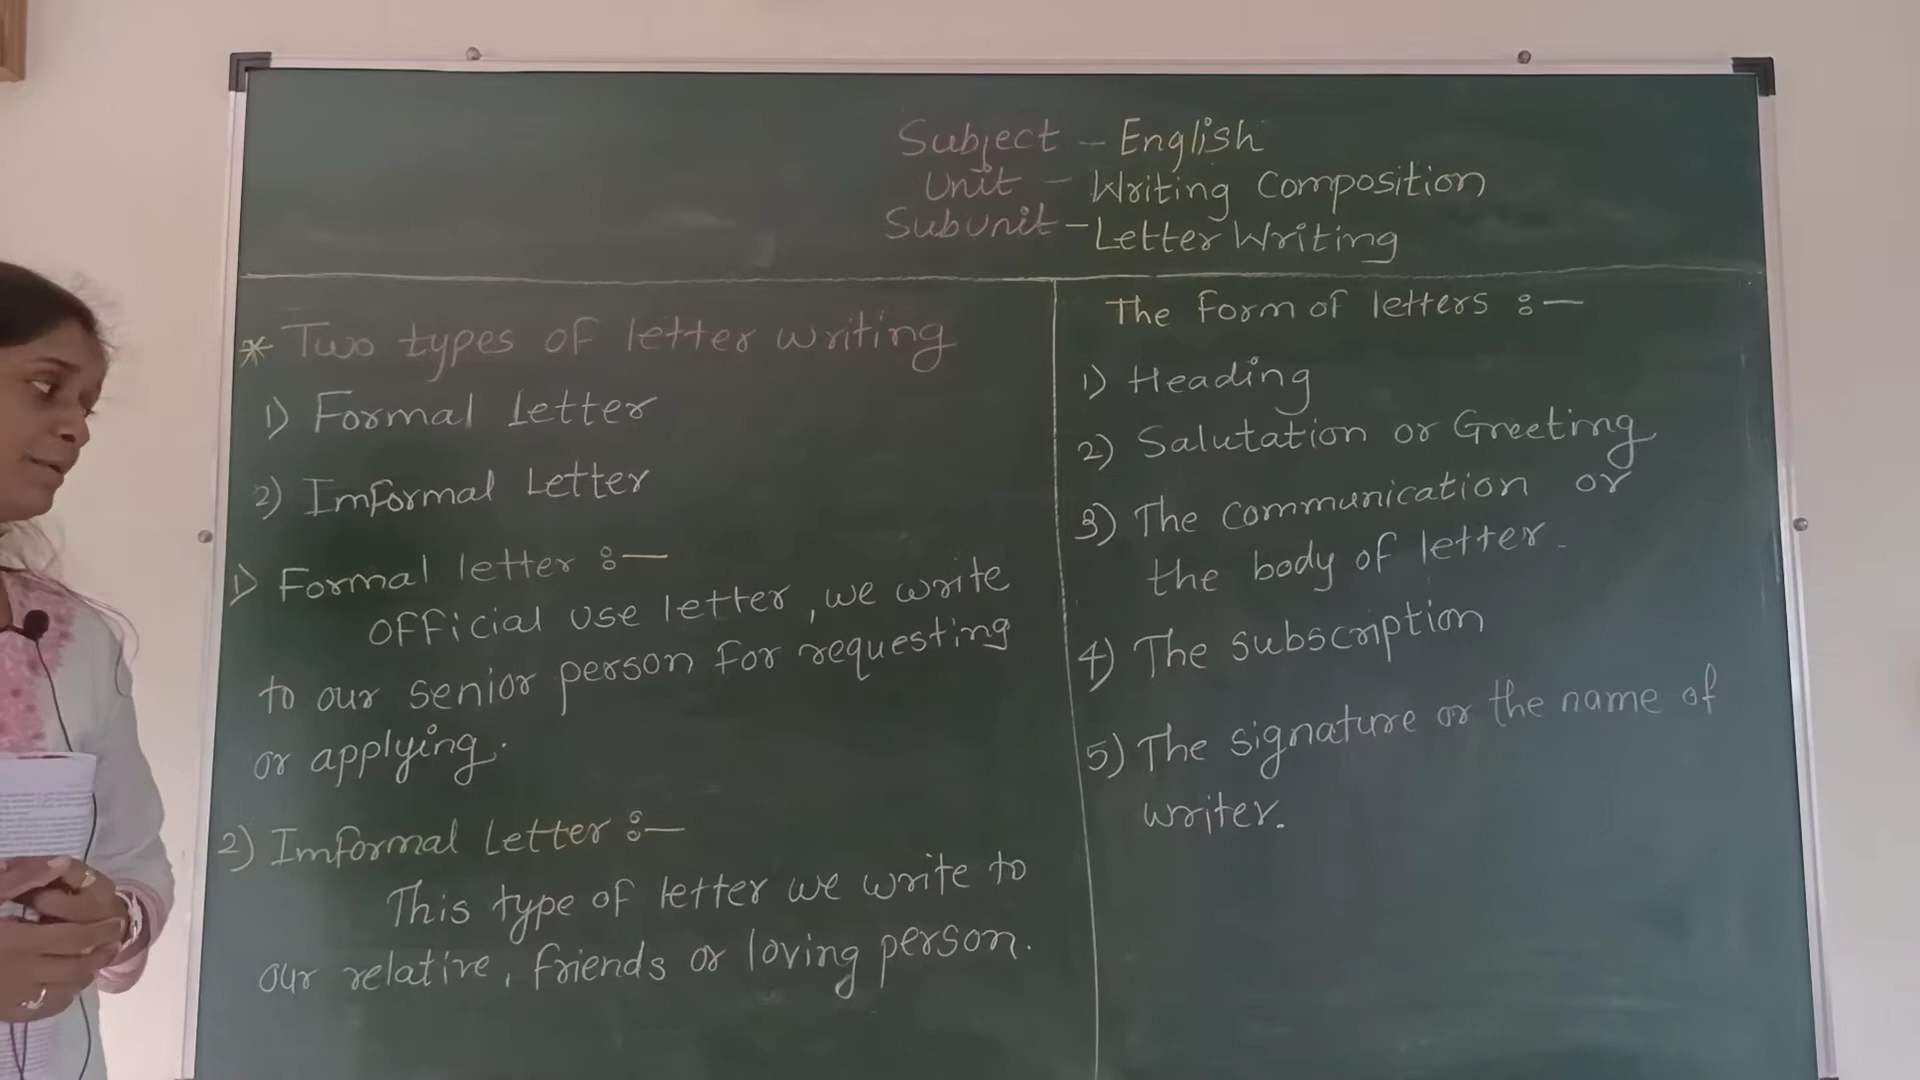 Subject - English
Unit - Writing Composition
Subunit - Letter Writing
* Two types of letter writing
1) Formal Letter
2) Imformal Letter
1) Formal letter :-
Official use letter, we write
to our senior person for requesting
or applying.
2) Imformal Letter :-
This type of letter we write to
our relative, friends or loving person.
The form of letters :-
1) Heading
2) Salutation or Greeting
3) The communication or
the body of letter.
4) The subscription
5) The signature or the name of
writer.